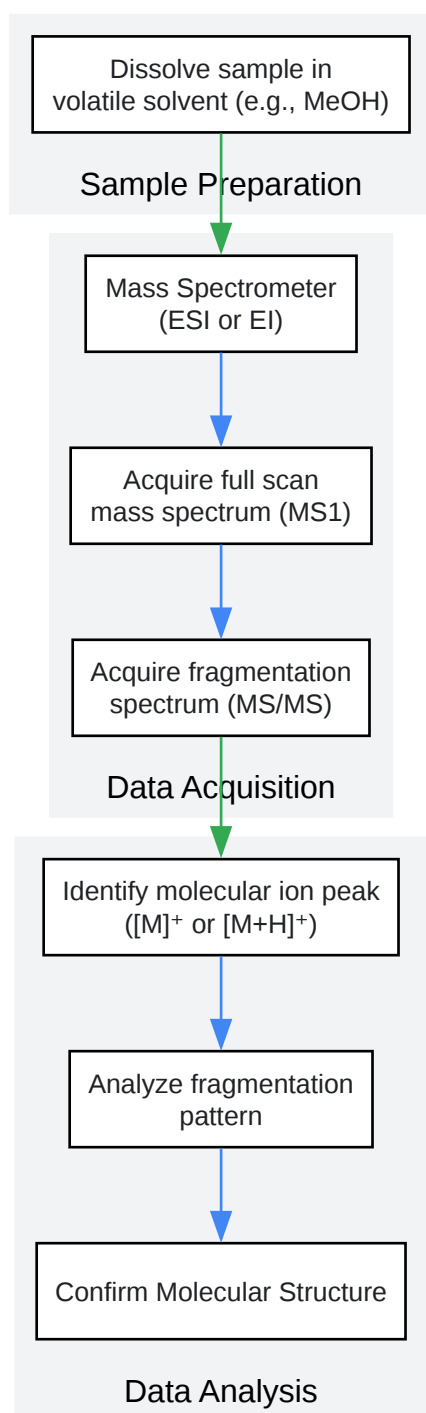 Dissolve sample in
volatile solvent (e.g., MeOH)
Sample Preparation
Mass Spectrometer
(ESI or EI)
Acquire full scan
mass spectrum (MS1)
Acquire fragmentation
spectrum (MS/MS)
Data Acquisition
Identify molecular ion peak
([M]⁺ or [M+H]⁺)
Analyze fragmentation
pattern
Confirm Molecular Structure
Data Analysis